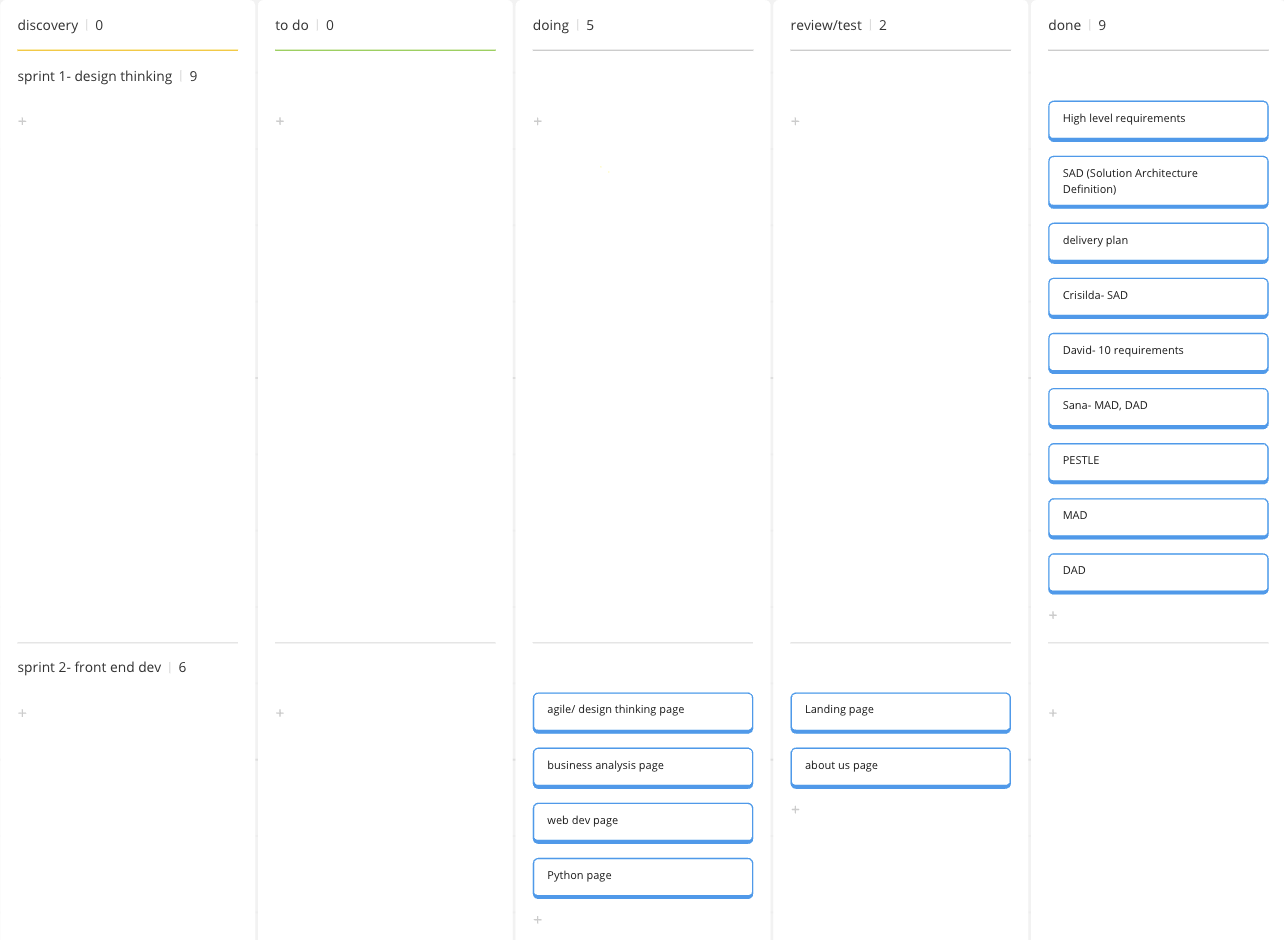 discovery | 0
to do | 0
doing | 5
review/test | 2
done | 9
sprint 1- design thinking | 9
+
+
+
+
High level requirements
SAD (Solution Architecture
Definition)
delivery plan
Crisilda- SAD
David- 10 requirements
Sana- MAD, DAD
PESTLE
MAD
DAD
+
sprint 2- front end dev | 6
+
+
agile/ design thinking page
business analysis page
web dev page
Python page
+
Landing page
about us page
+
+